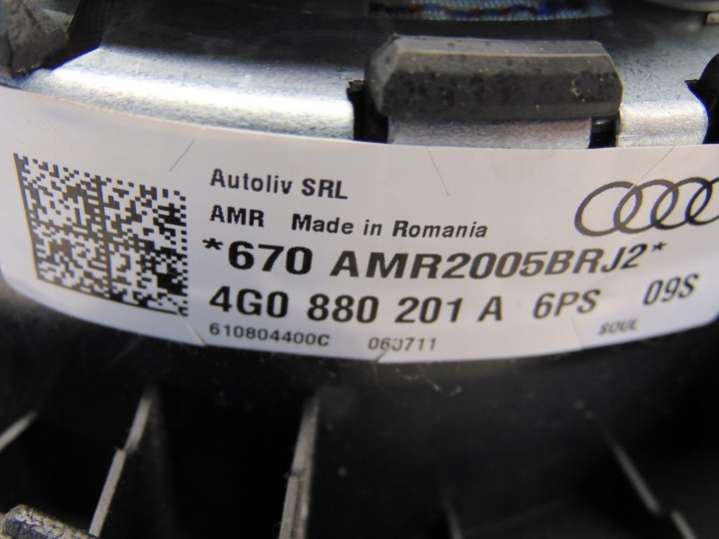 Autoliv SRL
AMR Made in Romania
*670 AMR2005BRJ2*
4G0 880 201 A 6PS 09S
610804400C 060711 SOUL